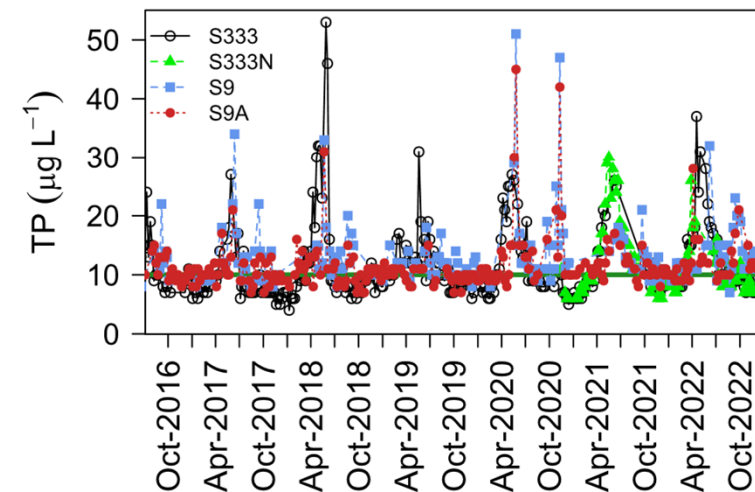 TP (μg L⁻¹)
50
40
30
20
10
0
S333
S333N
S9
S9A
Oct-2016
Apr-2017
Oct-2017
Apr-2018
Oct-2018
Apr-2019
Oct-2019
Apr-2020
Oct-2020
Apr-2021
Oct-2021
Apr-2022
Oct-2022